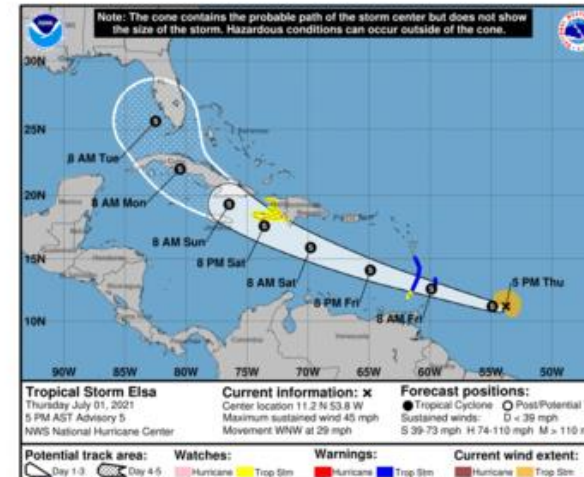 Note: The cone contains the probable path of the storm center but does not show
the size of the storm. Hazardous conditions can occur outside of the cone.
30N
25N
8 AM Tue
20N
8 AM Mon
8 AM Sun
8 PM Sat
15N
8 AM Sat
8 PM Fri
5 PM Thu
8 AM Fri
10N
90W 85W 80W 75W 70W 65W 60W 55W 50W
Tropical Storm Elsa
Thursday July 01, 2021
5 PM AST Advisory 5
NWS National Hurricane Center
Current information: x
Center location 11.2 N 53.8 W
Maximum sustained wind 45 mph
Movement WNW at 29 mph
Forecast positions:
Tropical Cyclone Post/Potential
Sustained winds: D < 39 mph
S 39-73 mph H 74-110 mph M > 110 m
Potential track area:
Day 1-3 Day 4-5
Watches:
Hurricane Trop Stm
Warnings:
Hurricane Trop Stm
Current wind extent:
Hurricane Trop Stm